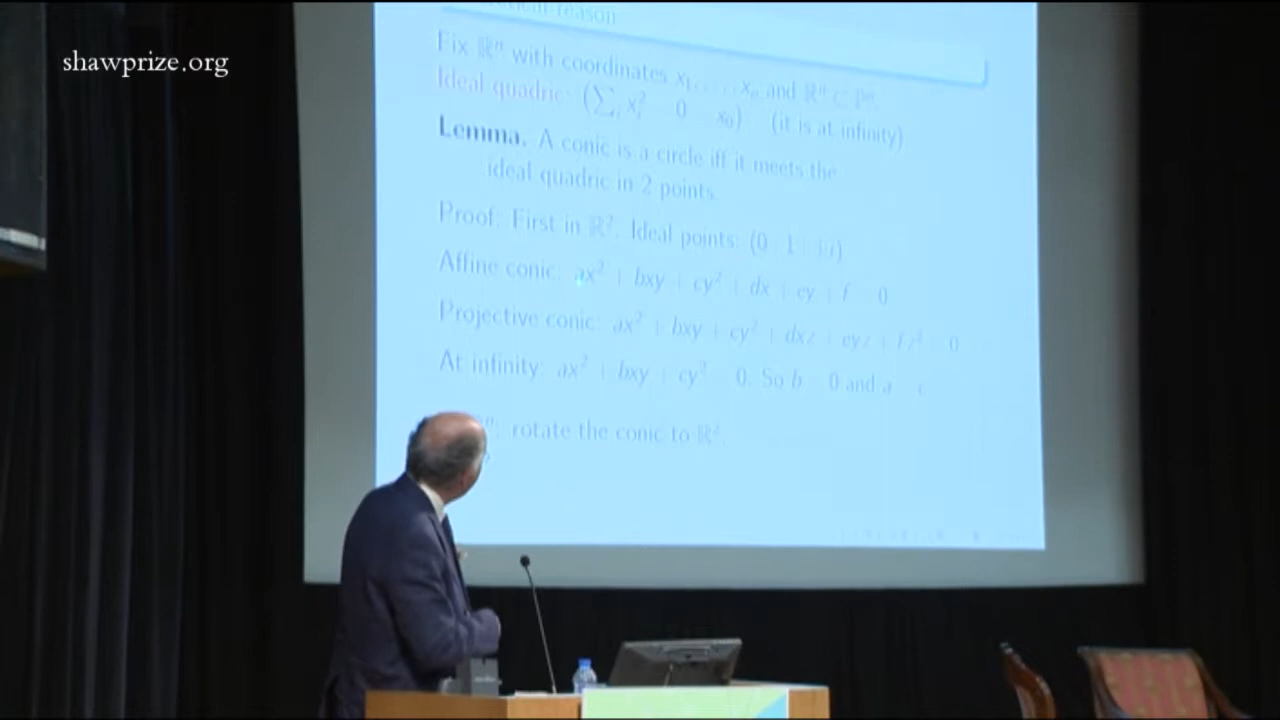 shawprize.org
reason
Fix ℝⁿ with coordinates x₁, . . . , xₙ and ℝⁿ ⊂ ℙⁿ.
Ideal quadric: (∑ᵢ xᵢ² = 0 = x₀) (it is at infinity)
Lemma. A conic is a circle iff it meets the
ideal quadric in 2 points.
Proof: First in ℝ². Ideal points: (0 : 1 : ±i)
Affine conic: ax² + bxy + cy² + dx + ey + f = 0
Projective conic: ax² + bxy + cy² + dxz + eyz + fz² = 0
At infinity: ax² + bxy + cy² = 0. So b = 0 and a = c
ⁿ: rotate the conic to ℝ².